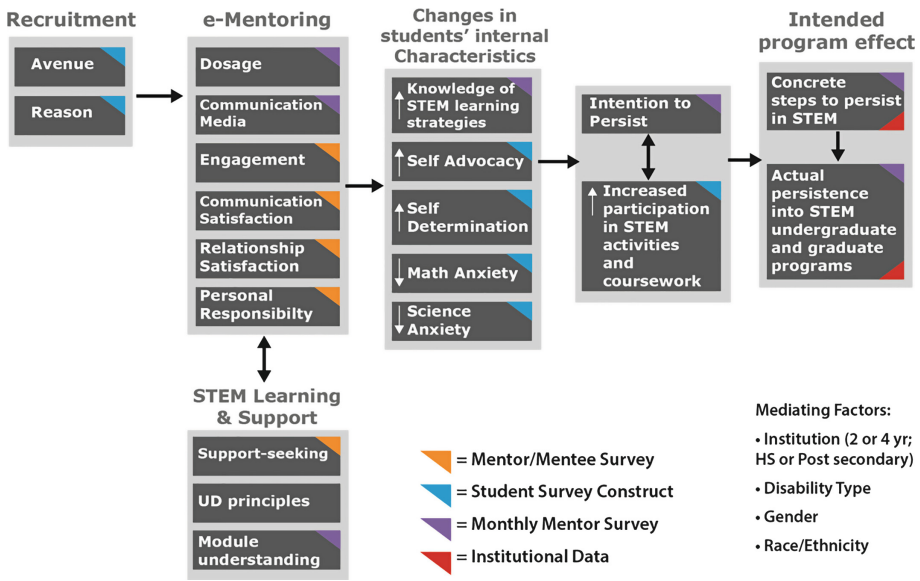 Recruitment
Avenue
Reason
e-Mentoring
Dosage
Communication
Media
Engagement
Communication
Satisfaction
Relationship
Satisfaction
Personal
Responsibilty
STEM Learning
& Support
Support-seeking
UD principles
Module
understanding
Changes in
students’ internal
Characteristics
Knowledge of
STEM learning
strategies
Self Advocacy
Self
Determination
Math Anxiety
Science
Anxiety
Intention to
Persist
Increased
participation
in STEM
activities
and
coursework
Intended
program effect
Concrete
steps to persist
in STEM
Actual
persistence
into STEM
undergraduate
and graduate
programs
= Mentor/Mentee Survey
= Student Survey Construct
= Monthly Mentor Survey
= Institutional Data
Mediating Factors:
• Institution (2 or 4 yr;
HS or Post secondary)
• Disability Type
• Gender
• Race/Ethnicity